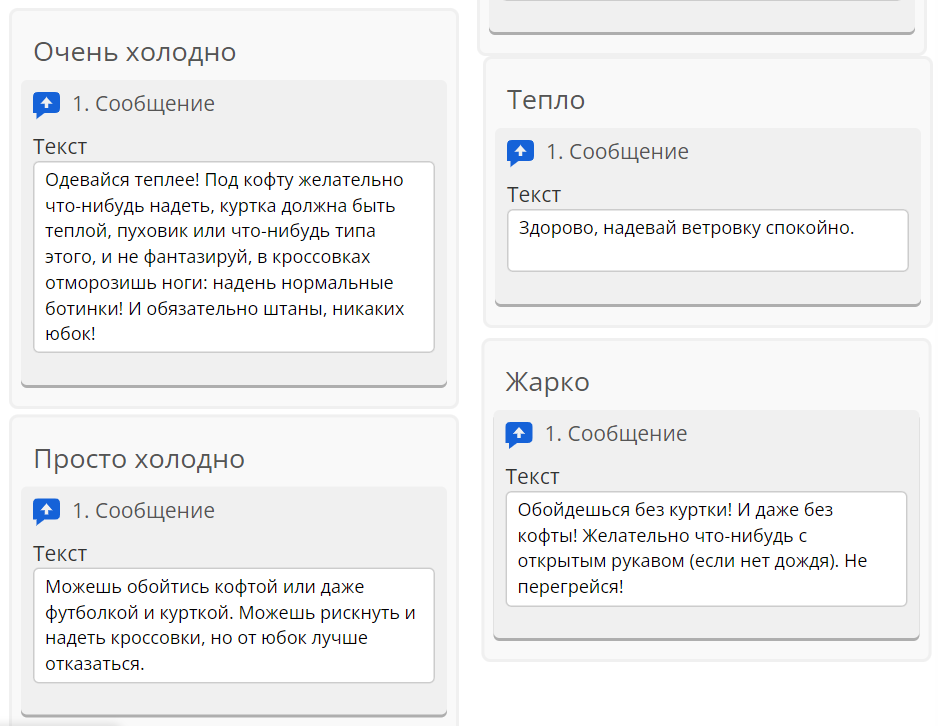 Очень холодно
1. Сообщение
Текст
Одевайся теплее! Под кофту желательно
что-нибудь надеть, куртка должна быть
теплой, пуховик или что-нибудь типа
этого, и не фантазируй, в кроссовках
отморозишь ноги: надень нормальные
ботинки! И обязательно штаны, никаких
юбок!
Просто холодно
1. Сообщение
Текст
Можешь обойтись кофтой или даже
футболкой и курткой. Можешь рискнуть и
надеть кроссовки, но от юбок лучше
отказаться.
Тепло
1. Сообщение
Текст
Здорово, надевай ветровку спокойно.
Жарко
1. Сообщение
Текст
Обойдешься без куртки! И даже без
кофты! Желательно что-нибудь с
открытым рукавом (если нет дождя). Не
перегрейся!